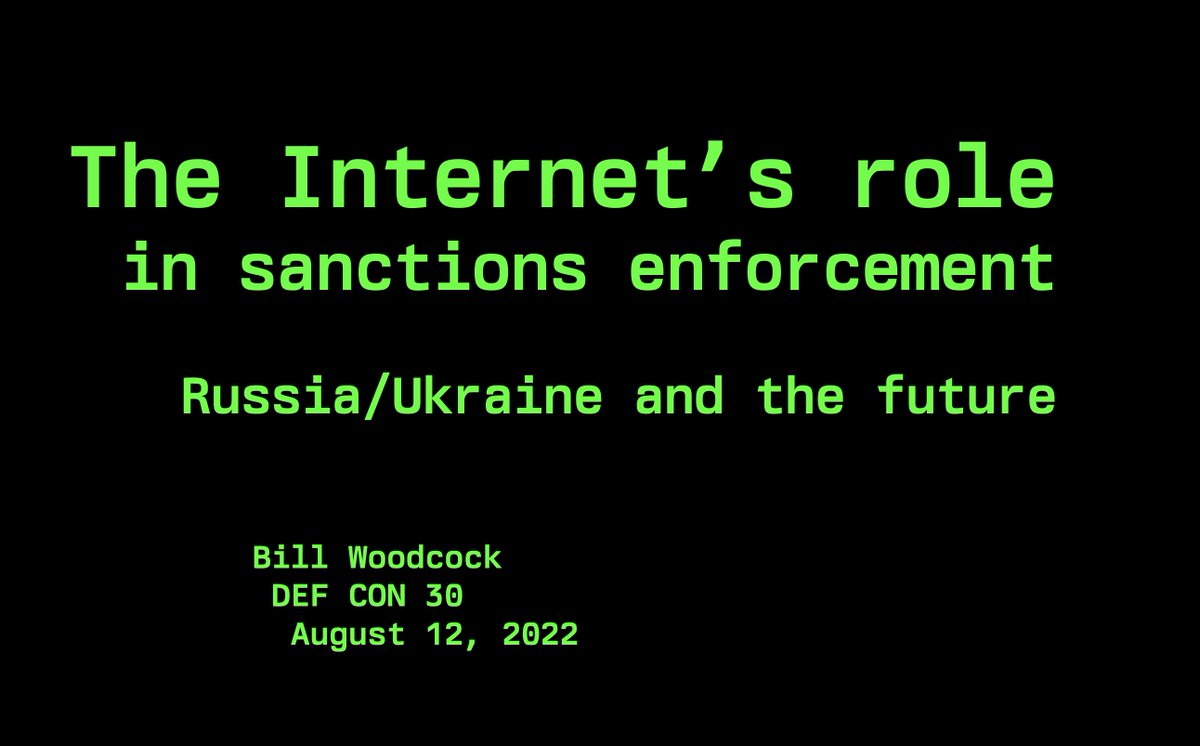 The Internet’s role
in sanctions enforcement
Russia/Ukraine and the future
Bill Woodcock
DEF CON 30
August 12, 2022